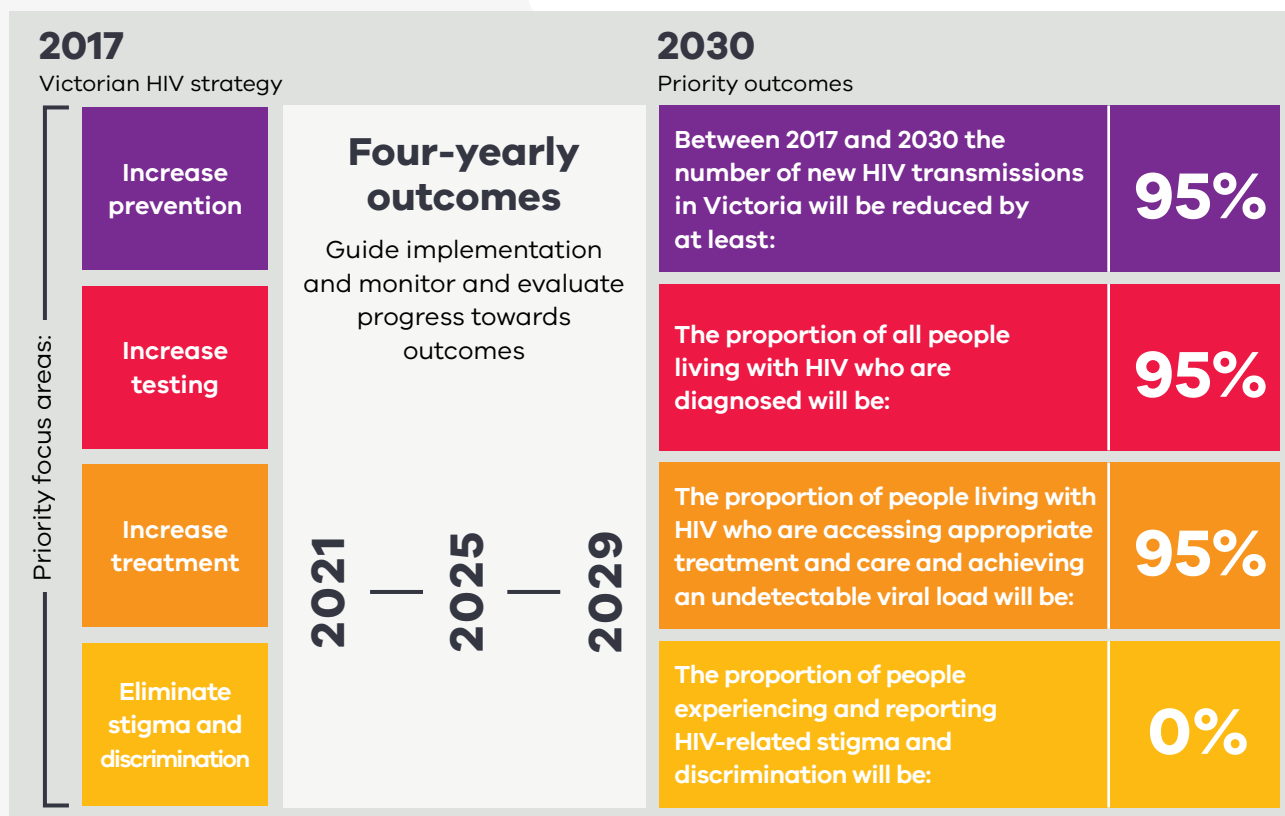 2017
Victorian HIV strategy
Priority focus areas:
Increase
prevention
Increase
testing
Increase
treatment
Eliminate
stigma and
discrimination
Four-yearly
outcomes
Guide implementation
and monitor and evaluate
progress towards
outcomes
2021 — 2025 — 2029
2030
Priority outcomes
Between 2017 and 2030 the
number of new HIV transmissions
in Victoria will be reduced by
at least:
95%
The proportion of all people
living with HIV who are
diagnosed will be:
95%
The proportion of people living with
HIV who are accessing appropriate
treatment and care and achieving
an undetectable viral load will be:
95%
The proportion of people
experiencing and reporting
HIV-related stigma and
discrimination will be:
0%